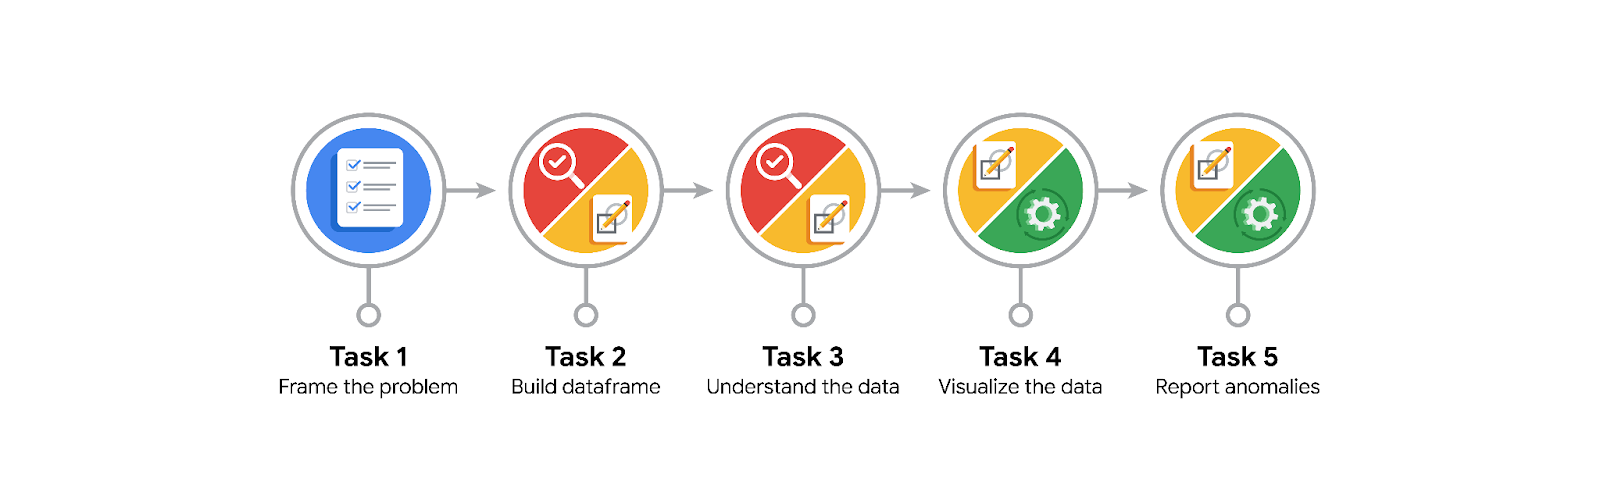 Task 1
Frame the problem
Task 2
Build dataframe
Task 3
Understand the data
Task 4
Visualize the data
Task 5
Report anomalies